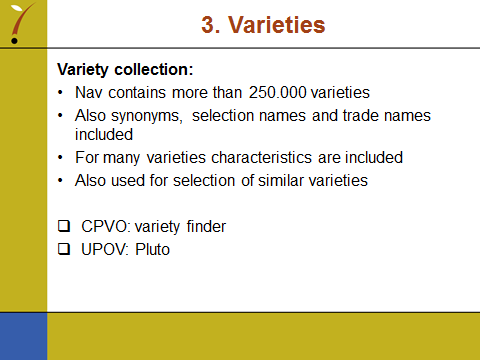 3. Varieties
Variety collection:
• Nav contains more than 250.000 varieties
• Also synonyms, selection names and trade names
included
• For many varieties characteristics are included
• Also used for selection of similar varieties
❑ CPVO: variety finder
❑ UPOV: Pluto